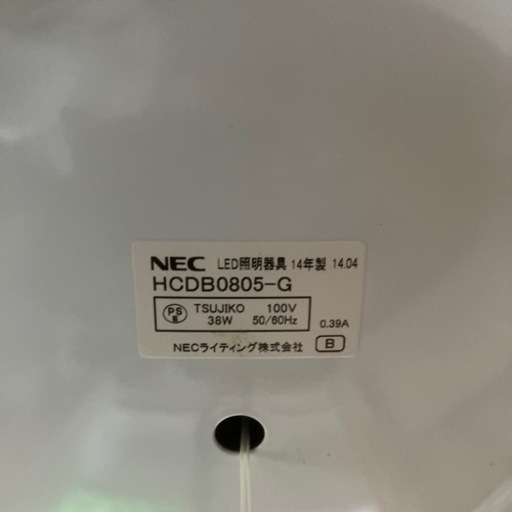 NEC LED照明器具 14年製 14.04
HCDB0805-G
PS E TSUJIKO 100V
38W 50/60Hz
0.39A
NECライティング株式会社 B